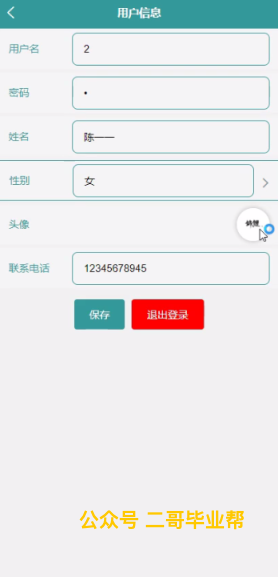 用户信息
用户名 2
密码 •
姓名 陈一一
性别 女
头像
联系电话 12345678945
保存 退出登录
公众号 二哥毕业帮